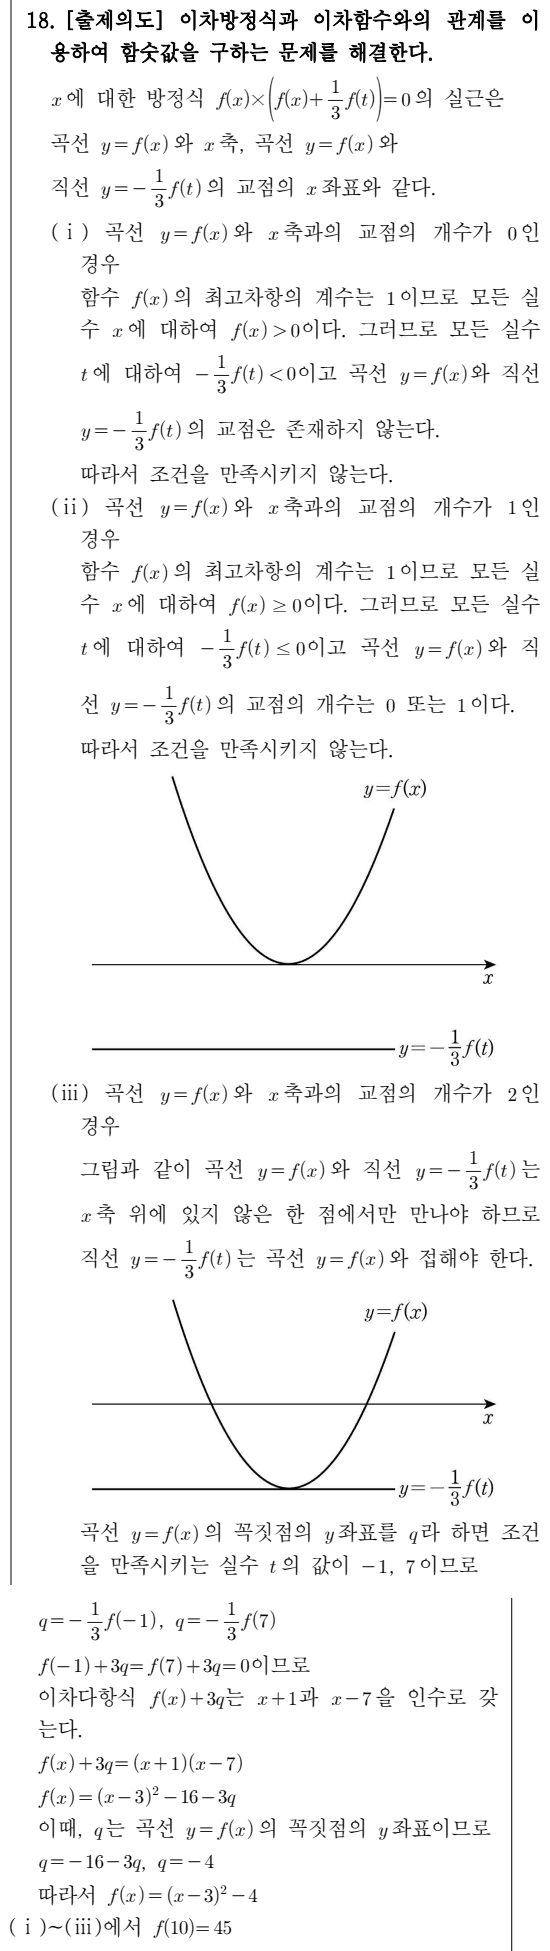 18. [출제의도] 이차방정식과 이차함수와의 관계를 이
용하여 함숫값을 구하는 문제를 해결한다.
x에 대한 방정식 f(x)×(f(x)+1/3 f(t))=0의 실근은
곡선 y=f(x)와 x축, 곡선 y=f(x)와
직선 y=-1/3 f(t)의 교점의 x좌표와 같다.
(ⅰ) 곡선 y=f(x)와 x축과의 교점의 개수가 0인
경우
함수 f(x)의 최고차항의 계수는 1이므로 모든 실
수 x에 대하여 f(x)>0이다. 그러므로 모든 실수
t에 대하여 -1/3 f(t)<0이고 곡선 y=f(x)와 직선
y=-1/3 f(t)의 교점은 존재하지 않는다.
따라서 조건을 만족시키지 않는다.
(ⅱ) 곡선 y=f(x)와 x축과의 교점의 개수가 1인
경우
함수 f(x)의 최고차항의 계수는 1이므로 모든 실
수 x에 대하여 f(x)≥0이다. 그러므로 모든 실수
t에 대하여 -1/3 f(t)≤0이고 곡선 y=f(x)와 직
선 y=-1/3 f(t)의 교점의 개수는 0 또는 1이다.
따라서 조건을 만족시키지 않는다.
y=f(x)
x
y=-1/3 f(t)
(ⅲ) 곡선 y=f(x)와 x축과의 교점의 개수가 2인
경우
그림과 같이 곡선 y=f(x)와 직선 y=-1/3 f(t)는
x축 위에 있지 않은 한 점에서만 만나야 하므로
직선 y=-1/3 f(t)는 곡선 y=f(x)와 접해야 한다.
y=f(x)
x
y=-1/3 f(t)
곡선 y=f(x)의 꼭짓점의 y좌표를 q라 하면 조건
을 만족시키는 실수 t의 값이 -1, 7이므로
q=-1/3 f(-1), q=-1/3 f(7)
f(-1)+3q=f(7)+3q=0이므로
이차다항식 f(x)+3q는 x+1과 x-7을 인수로 갖
는다.
f(x)+3q=(x+1)(x-7)
f(x)=(x-3)²-16-3q
이때, q는 곡선 y=f(x)의 꼭짓점의 y좌표이므로
q=-16-3q, q=-4
따라서 f(x)=(x-3)²-4
(ⅰ)~(ⅲ)에서 f(10)=45